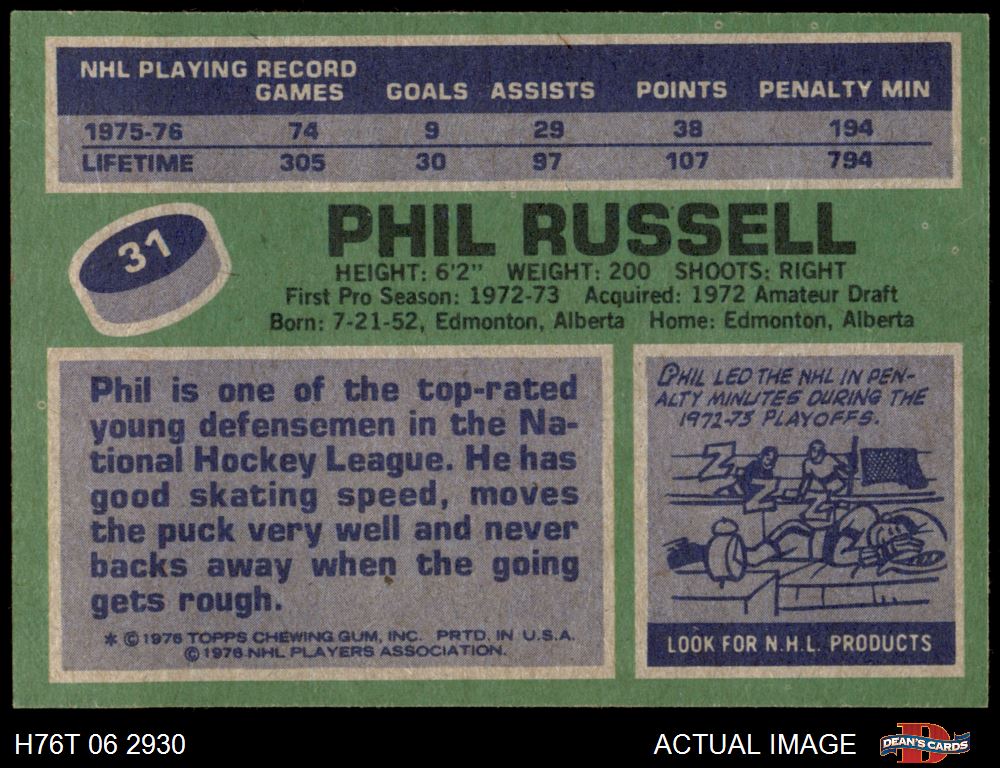 NHL PLAYING RECORD
GAMES GOALS ASSISTS POINTS PENALTY MIN
1975-76 74 9 29 38 194
LIFETIME 305 30 97 107 794
31
PHIL RUSSELL
HEIGHT: 6'2" WEIGHT: 200 SHOOTS: RIGHT
First Pro Season: 1972-73 Acquired: 1972 Amateur Draft
Born: 7-21-52, Edmonton, Alberta Home: Edmonton, Alberta
Phil is one of the top-rated
young defensemen in the Na-
tional Hockey League. He has
good skating speed, moves
the puck very well and never
backs away when the going
gets rough.
* © 1976 TOPPS CHEWING GUM, INC. PRTD. IN U.S.A.
© 1976 NHL PLAYERS ASSOCIATION.
PHIL LED THE NHL IN PEN-
ALTY MINUTES DURING THE
1972-73 PLAYOFFS.
Z
Z
Z
LOOK FOR N.H.L. PRODUCTS
H76T 06 2930
ACTUAL IMAGE
D
DEAN'S CARDS